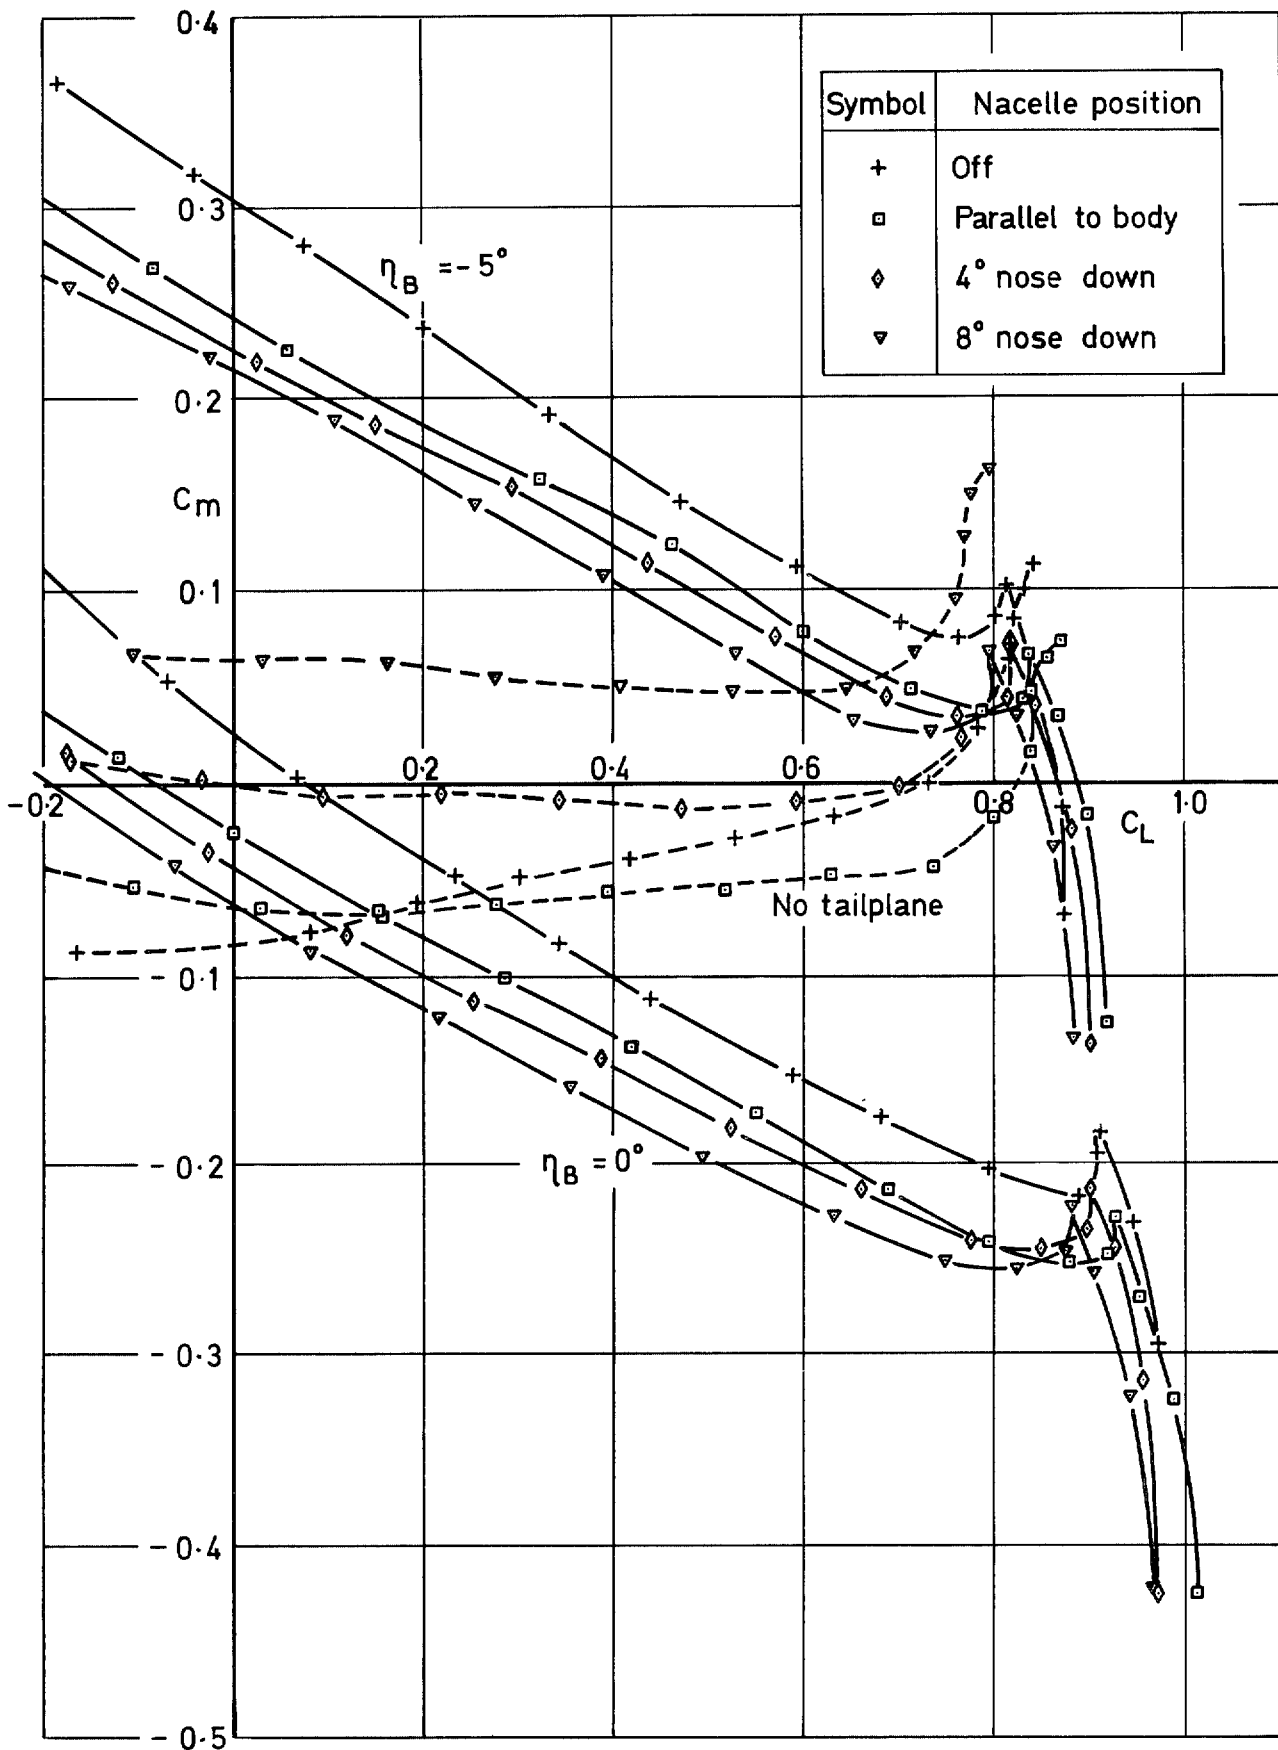 0.4
Symbol Nacelle position
+ Off
Parallel to body
4° nose down
8° nose down
0.3
η_B = -5°
0.2
C_m
0.1
-0.2 0.2 0.4 0.6 0.8 1.0
C_L
No tailplane
-0.1
η_B = 0°
-0.2
-0.3
-0.4
-0.5